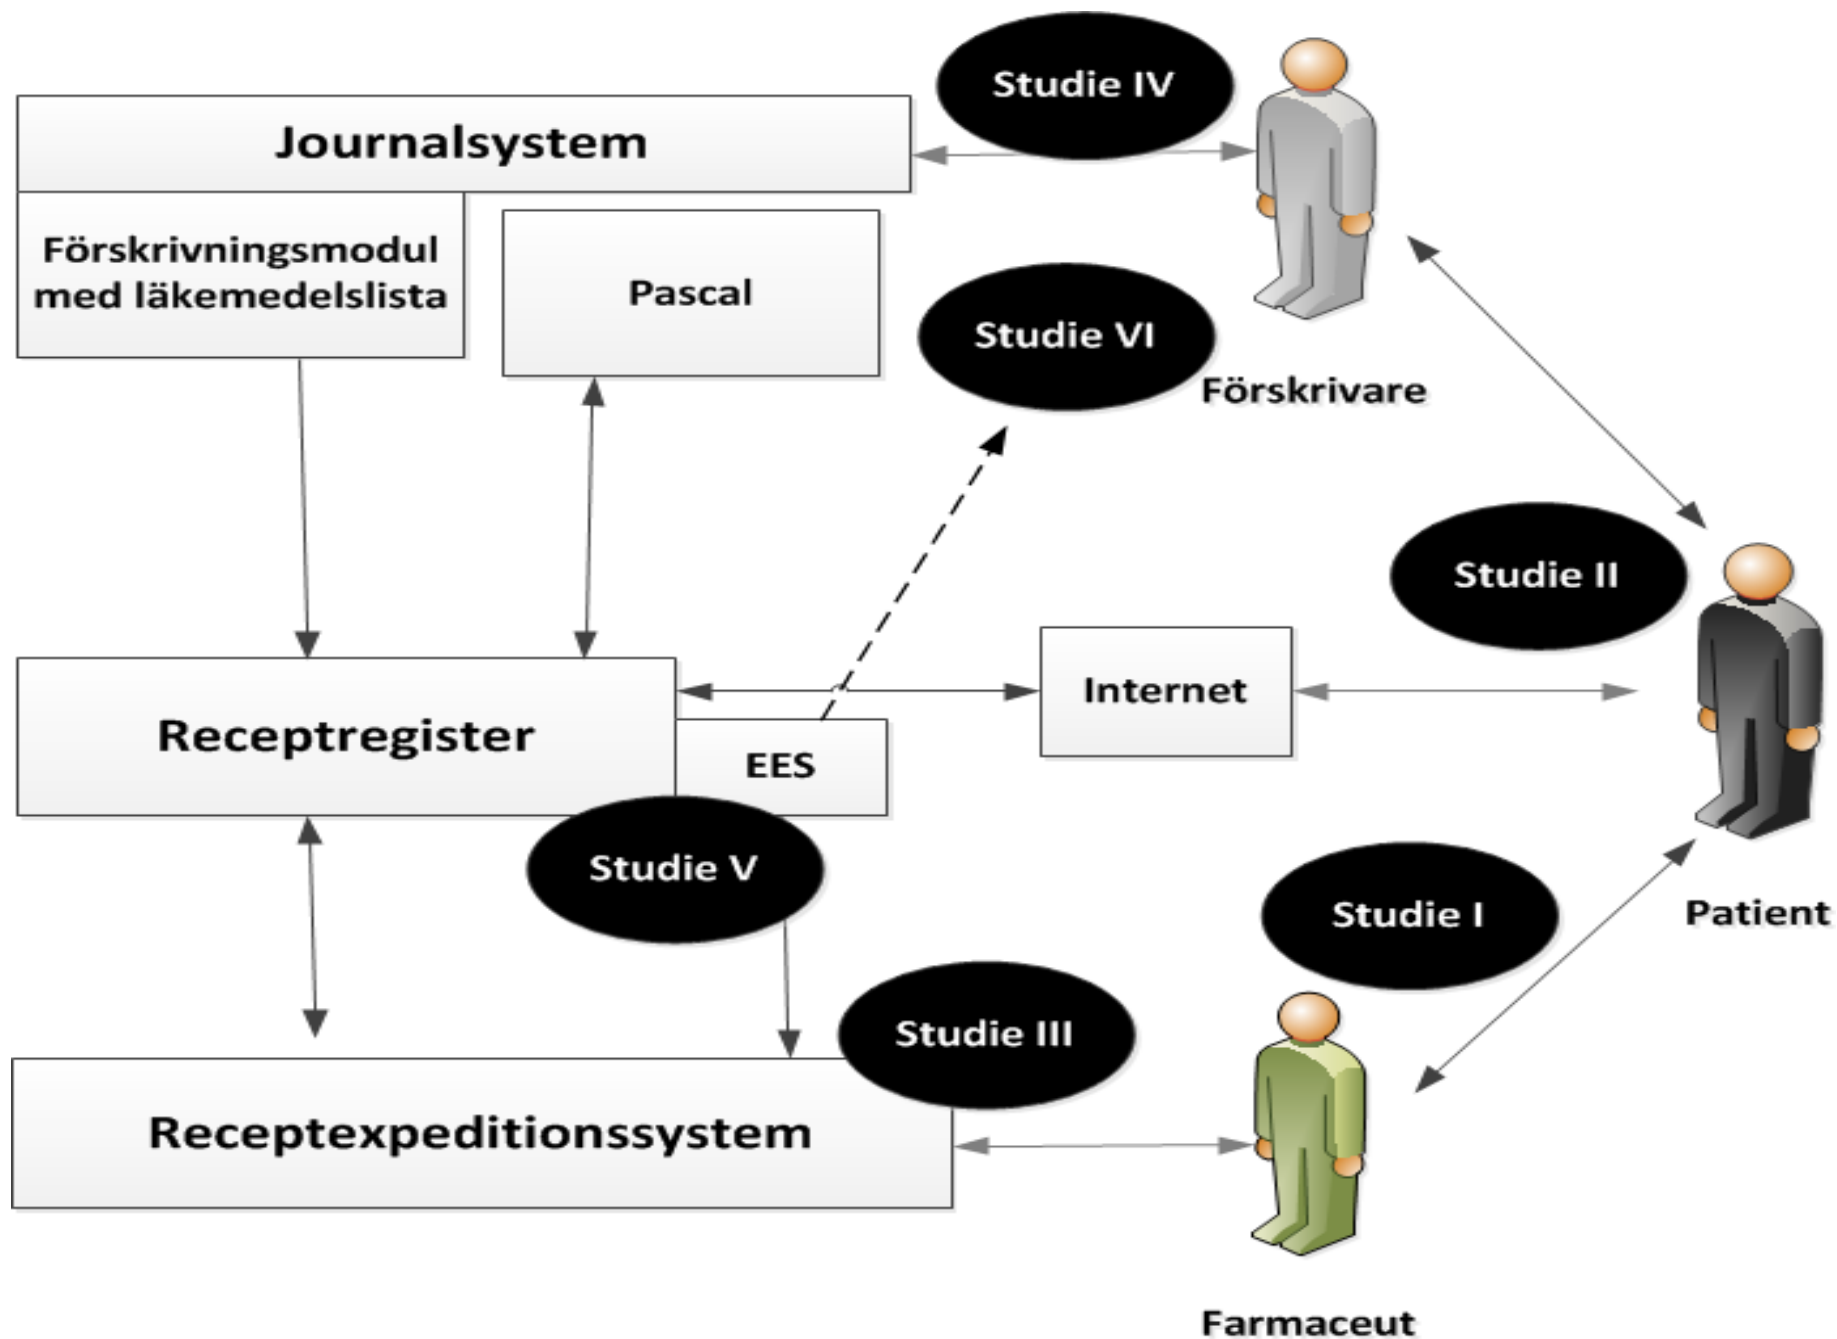 Studie IV
Journalsystem
Förskrivningsmodul
med läkemedelslista
Pascal
Studie VI
Förskrivare
Studie II
Internet
Receptregister
EES
Studie V
Studie I
Patient
Studie III
Receptexpeditionssystem
Farmaceut